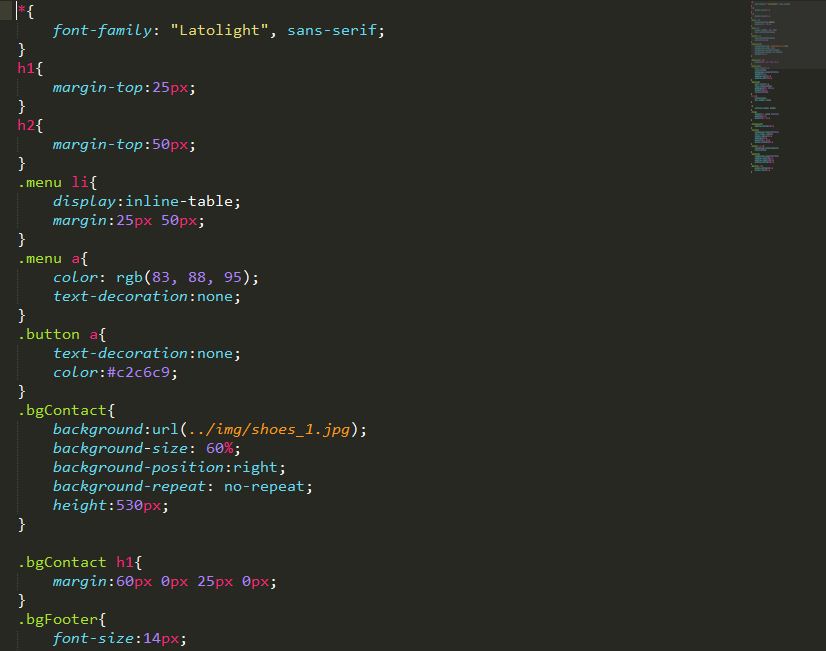 *{
    font-family: "Latolight", sans-serif;
}
h1{
    margin-top:25px;
}
h2{
    margin-top:50px;
}
.menu li{
    display:inline-table;
    margin:25px 50px;
}
.menu a{
    color: rgb(83, 88, 95);
    text-decoration:none;
}
.button a{
    text-decoration:none;
    color:#c2c6c9;
}
.bgContact{
    background:url(../img/shoes_1.jpg);
    background-size: 60%;
    background-position:right;
    background-repeat: no-repeat;
    height:530px;
}

.bgContact h1{
    margin:60px 0px 25px 0px;
}
.bgFooter{
    font-size:14px;